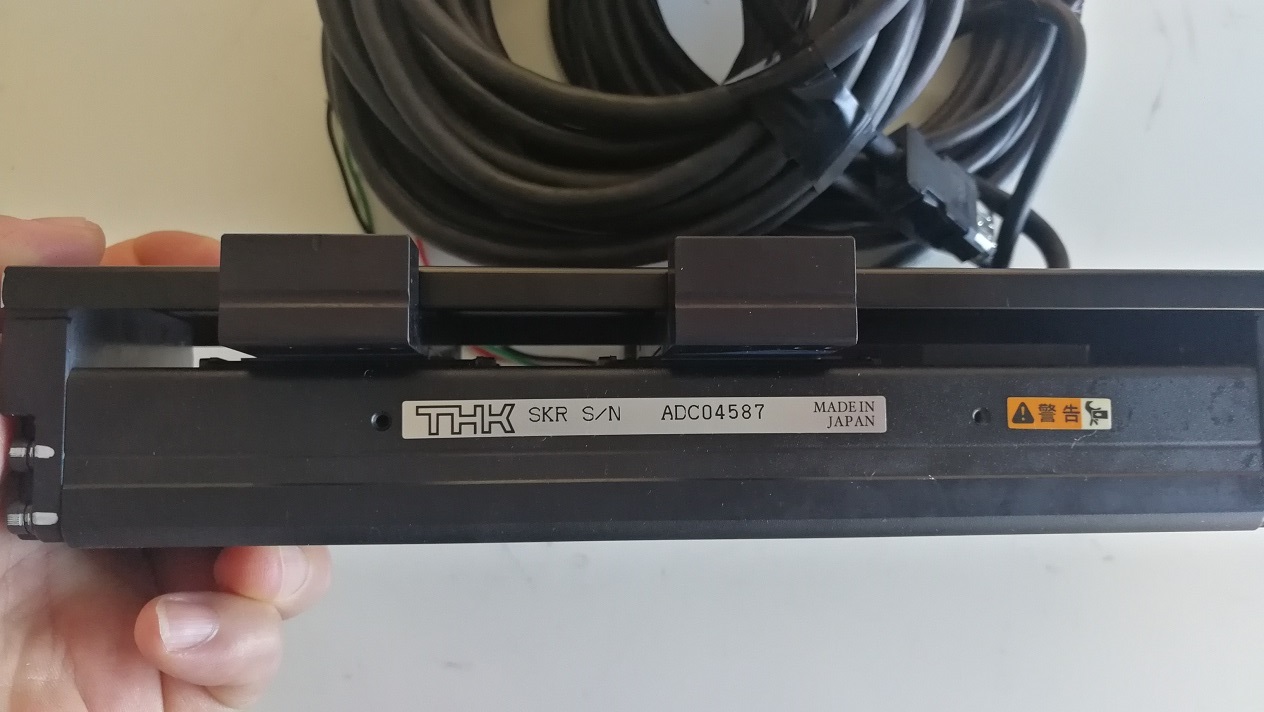 THK SKR S/N ADC04587
MADE IN
JAPAN
警告